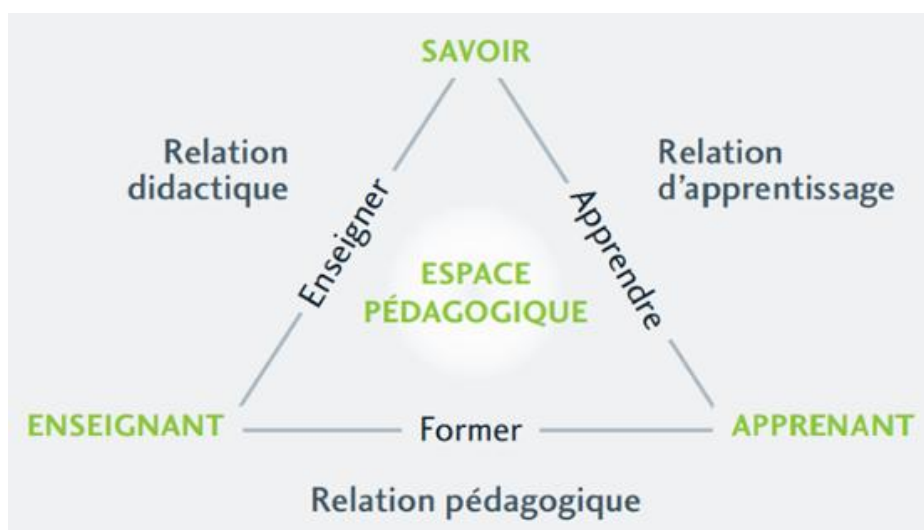 SAVOIR
Relation
didactique
Relation
d'apprentissage
Enseigner
Apprendre
ESPACE
PÉDAGOGIQUE
ENSEIGNANT
Former
APPRENANT
Relation pédagogique